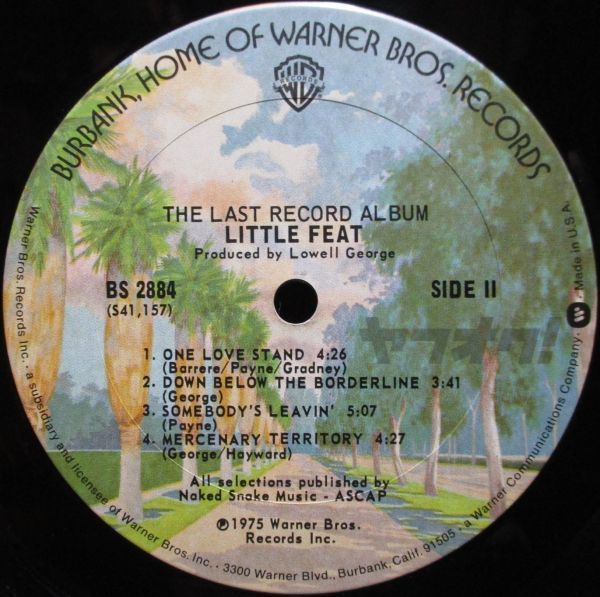 BURBANK, HOME OF WARNER BROS. RECORDS
W
RECORDS
THE LAST RECORD ALBUM
LITTLE FEAT
Produced by Lowell George
BS 2884
(S41,157)
SIDE II
1. ONE LOVE STAND 4:26
(Barrere/Payne/Gradney)
2. DOWN BELOW THE BORDERLINE 3:41
(George)
3. SOMEBODY'S LEAVIN' 5:07
(Payne)
4. MERCENARY TERRITORY 4:27
(George/Hayward)
All selections published by
Naked Snake Music - ASCAP
℗1975 Warner Bros.
Records Inc.
Warner Bros. Records Inc. · a subsidiary and licensee of Warner Bros. Inc. · 3300 Warner Blvd., Burbank, Calif. 91505 · a Warner Communications Company · Made in U.S.A.
ヤフオク!